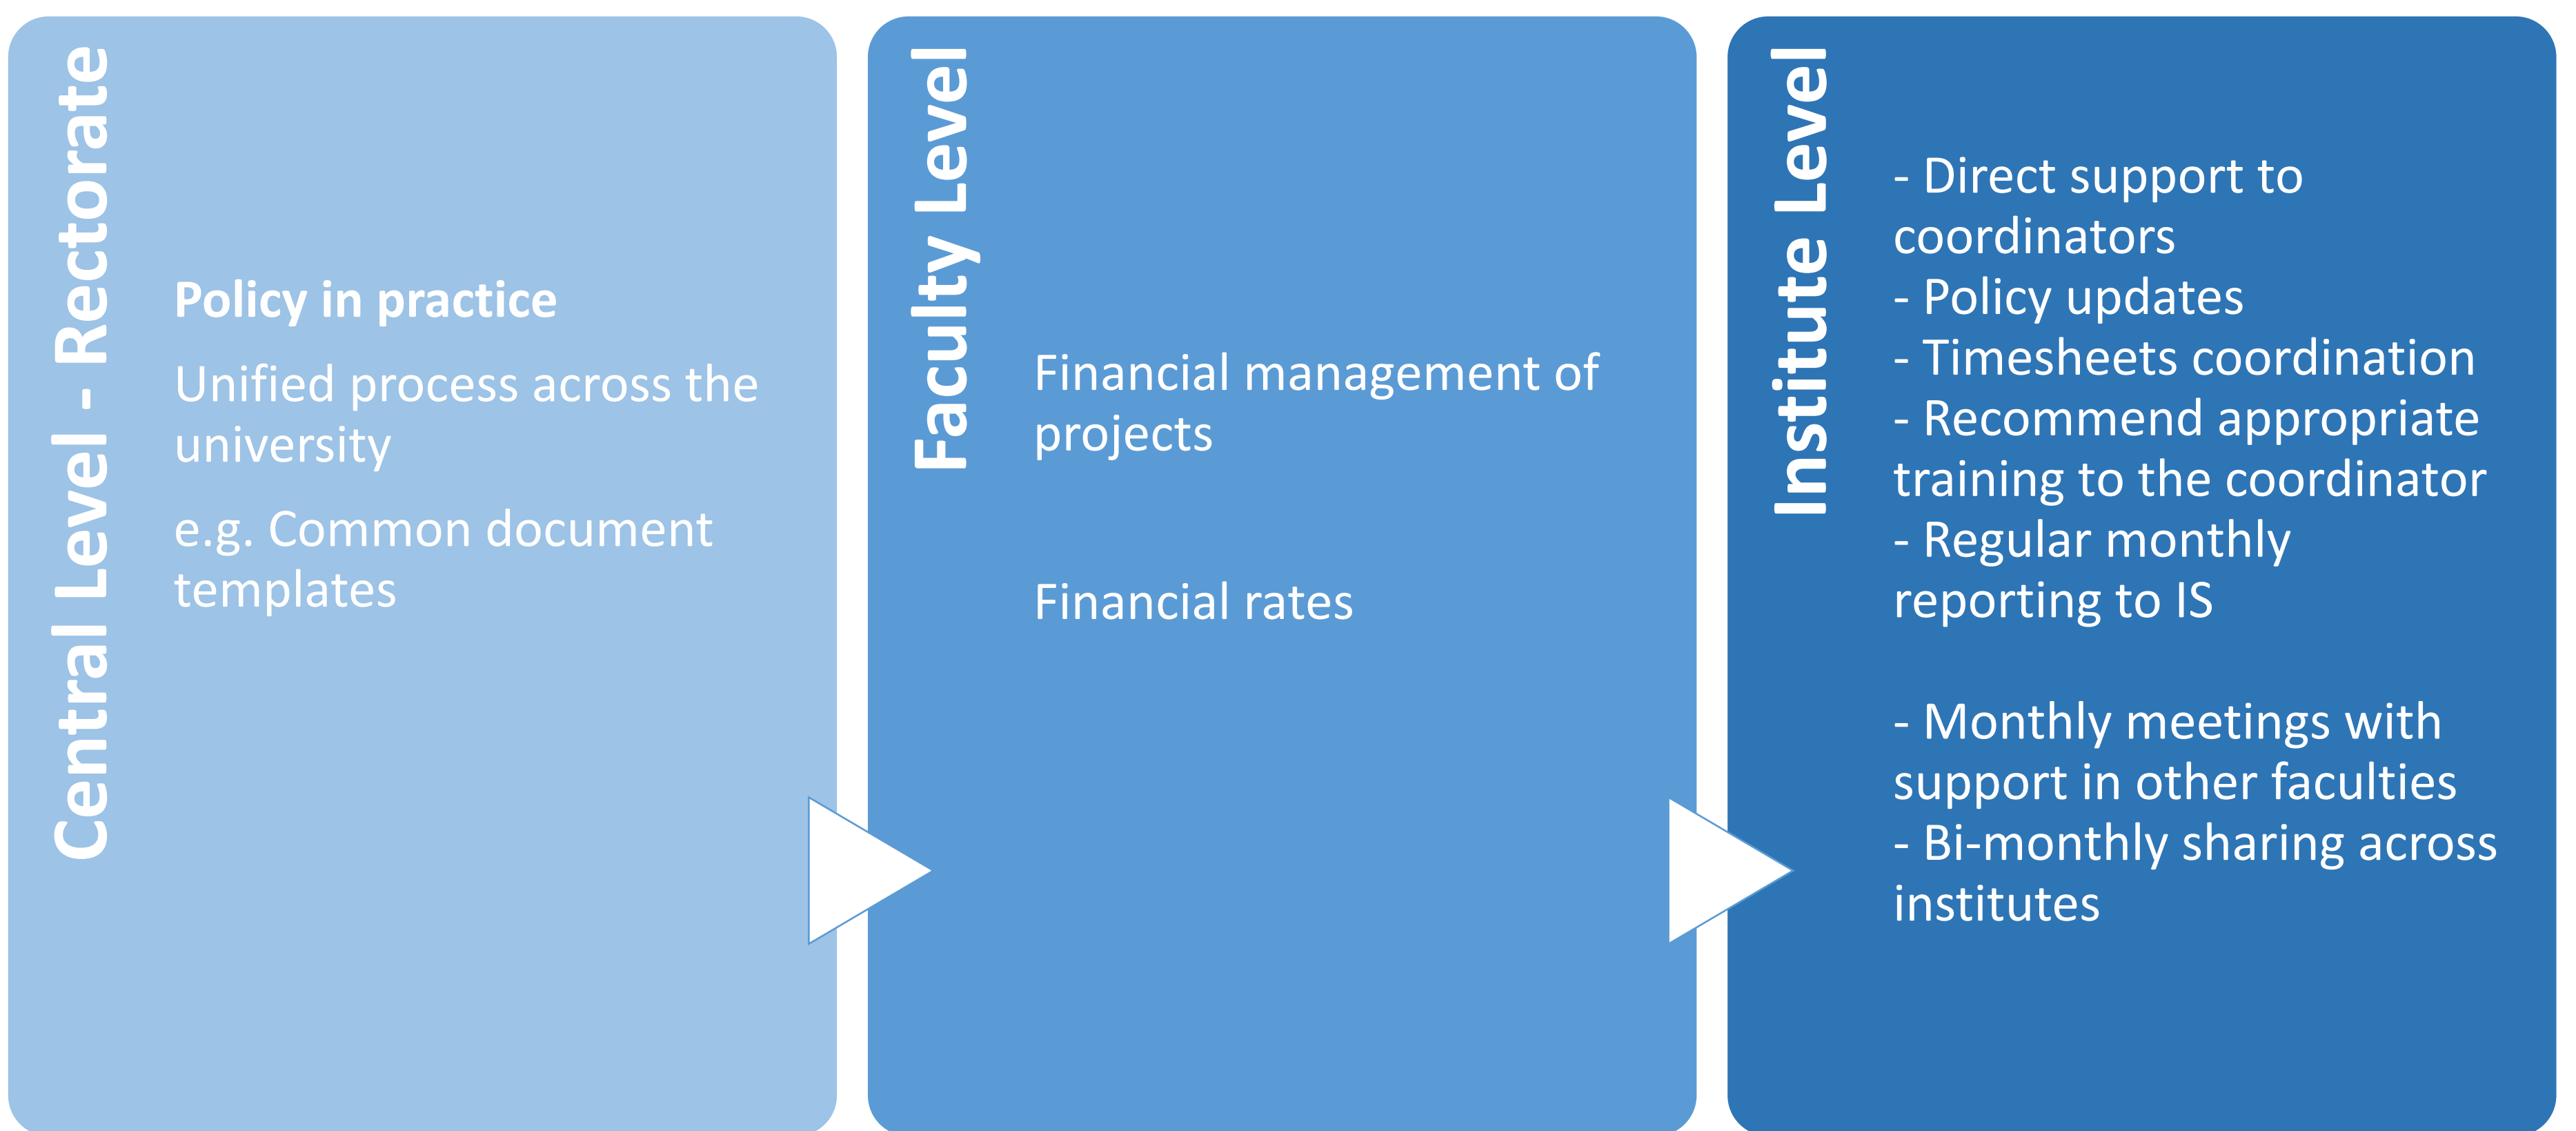 Central Level - Rectorate
Policy in practice
Unified process across the
university
e.g. Common document
templates
Faculty Level
Financial management of
projects
Financial rates
Institute Level
- Direct support to
coordinators
- Policy updates
- Timesheets coordination
- Recommend appropriate
training to the coordinator
- Regular monthly
reporting to IS
- Monthly meetings with
support in other faculties
- Bi-monthly sharing across
institutes